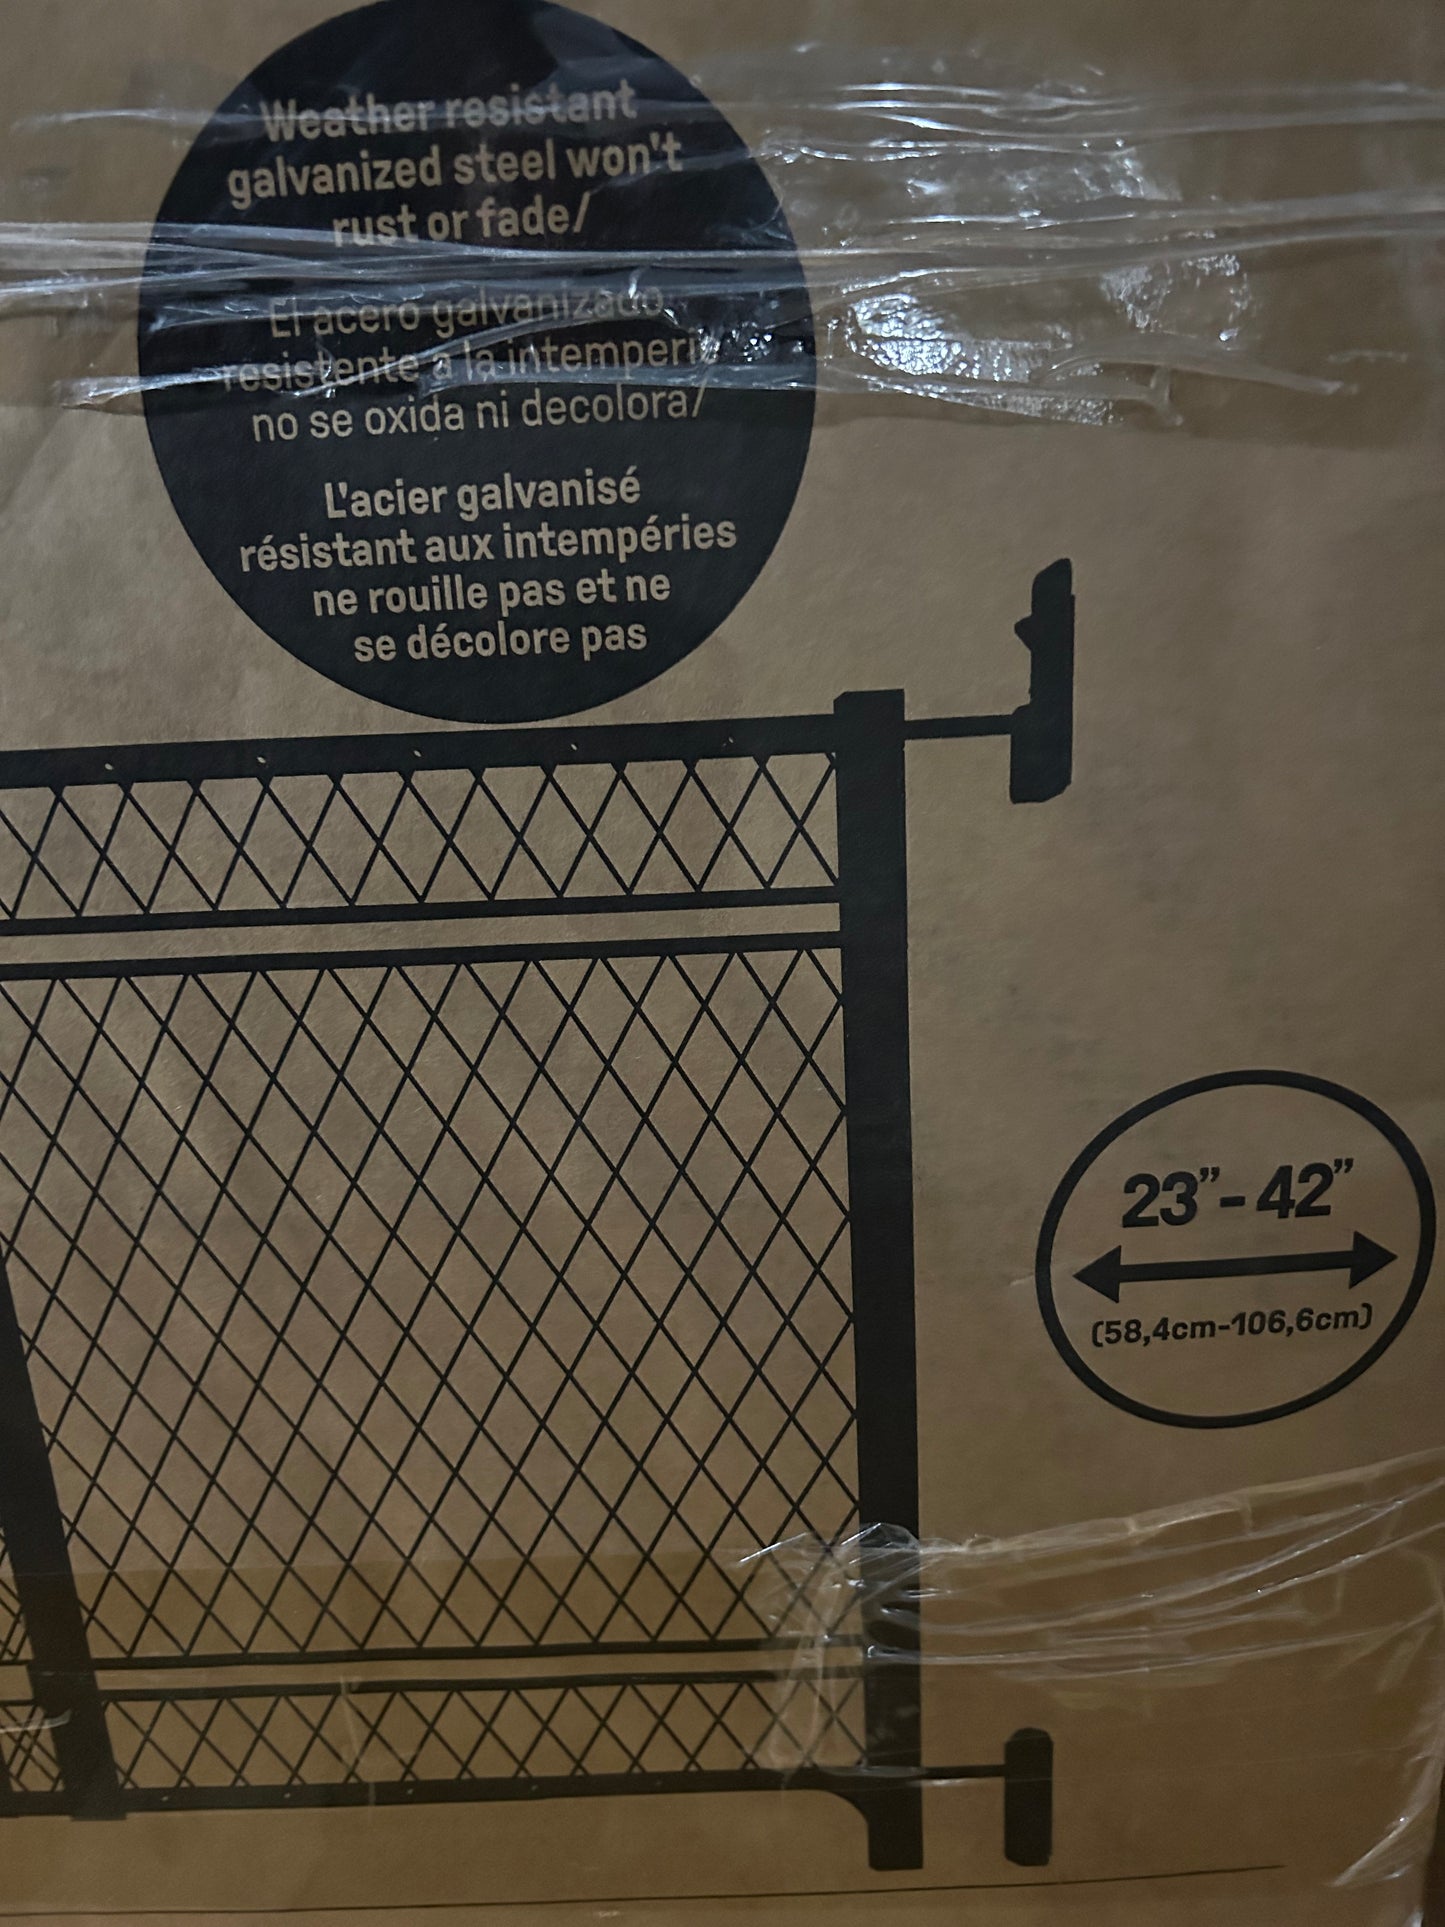 Weather resistant
galvanized steel won't
rust or fade/
El acero galvanizado
resistente a la intemperie
no se oxida ni decolora/
L'acier galvanisé
résistant aux intempéries
ne rouille pas et ne
se décolore pas
23” - 42”
(58,4cm-106,6cm)